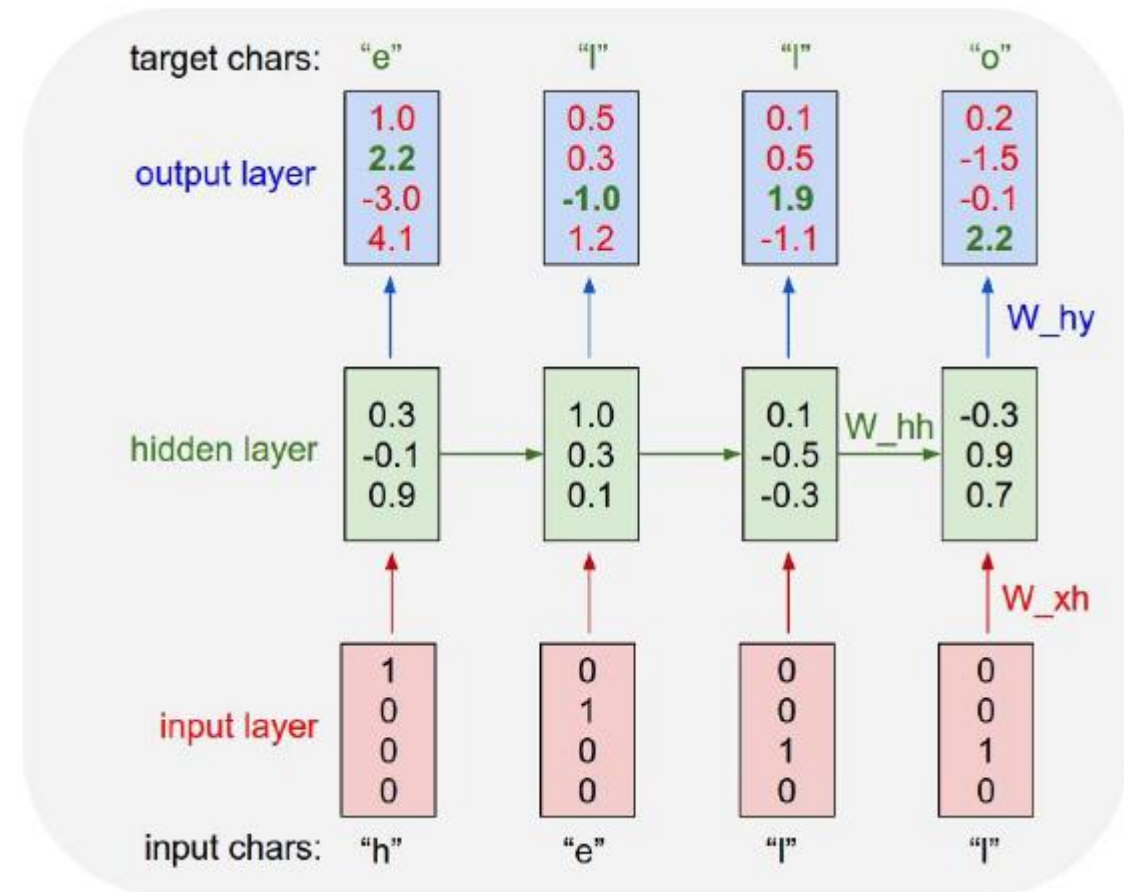 target chars: “e” “l” “l” “o”
1.0 0.5 0.1 0.2
2.2 0.3 0.5 -1.5
output layer
-3.0 -1.0 1.9 -0.1
4.1 1.2 -1.1 2.2
W_hy
0.3 1.0 0.1 -0.3
W_hh
hidden layer -0.1 0.3 -0.5 0.9
0.9 0.1 -0.3 0.7
W_xh
1 0 0 0
0 1 0 0
input layer
0 0 1 1
0 0 0 0
input chars: “h” “e” “l” “l”